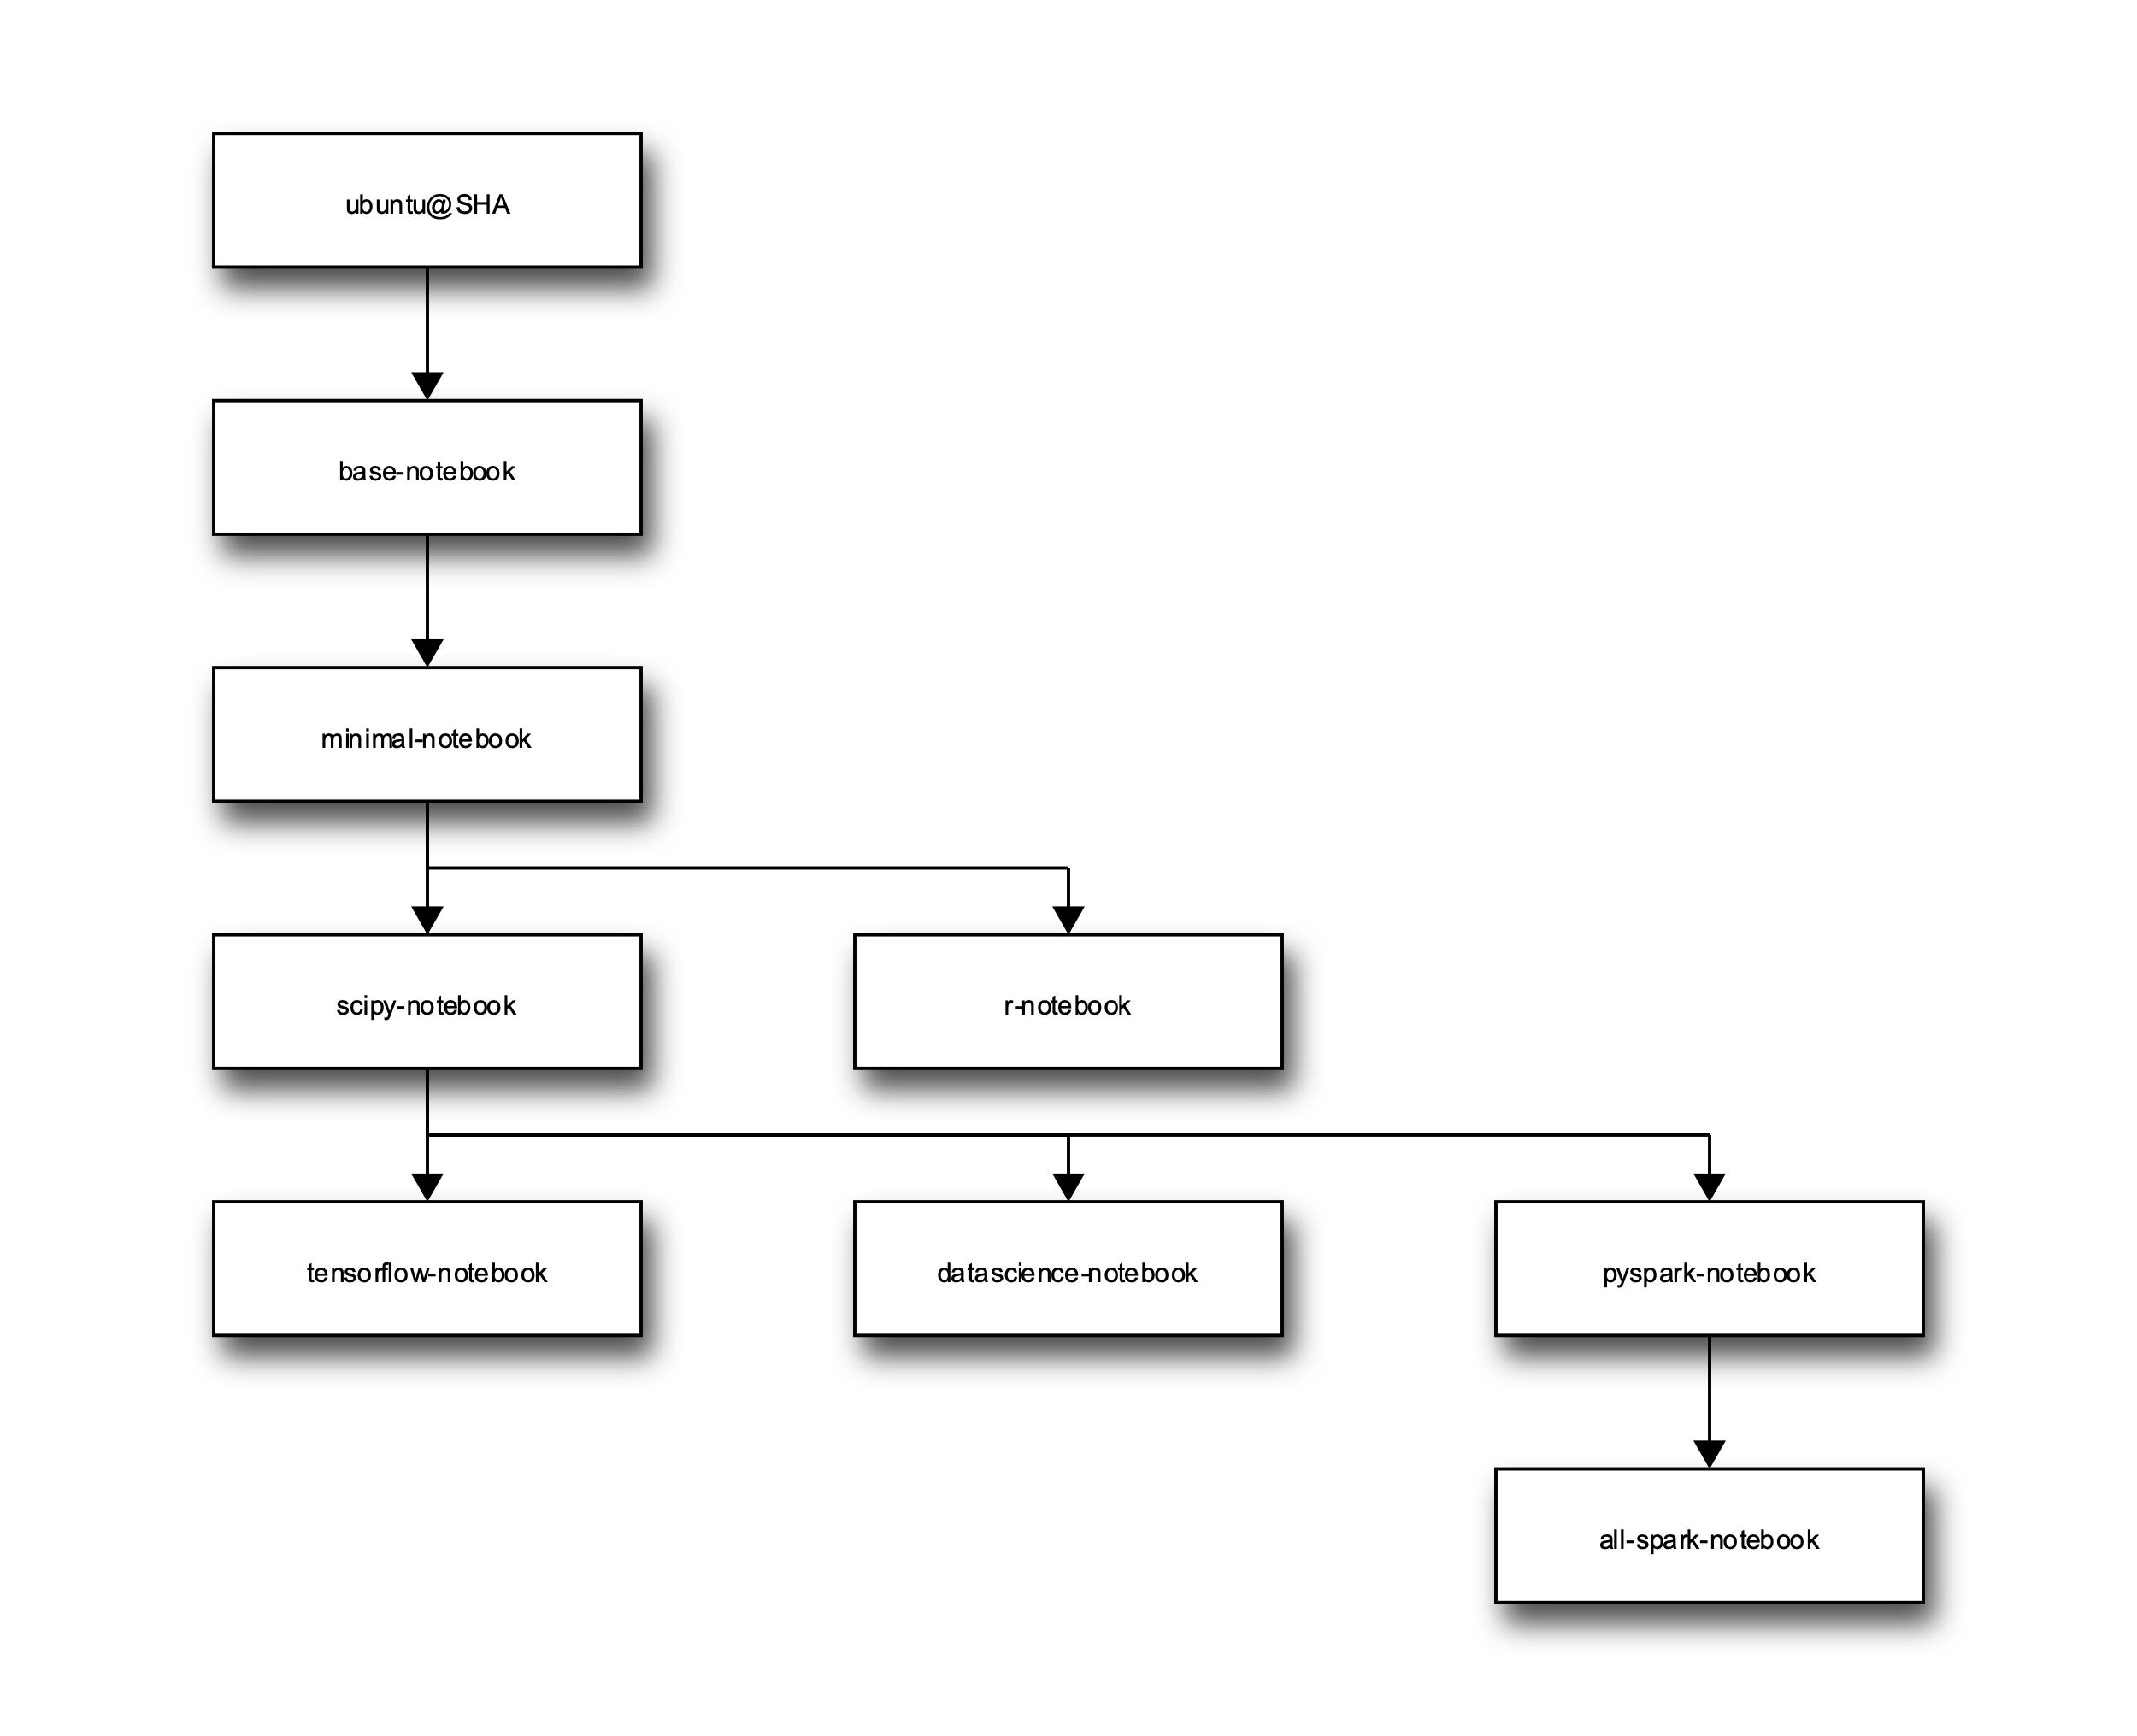 ubuntu@SHA
base-notebook
minimal-notebook
scipy-notebook
r-notebook
tensorflow-notebook
datascience-notebook
pyspark-notebook
all-spark-notebook